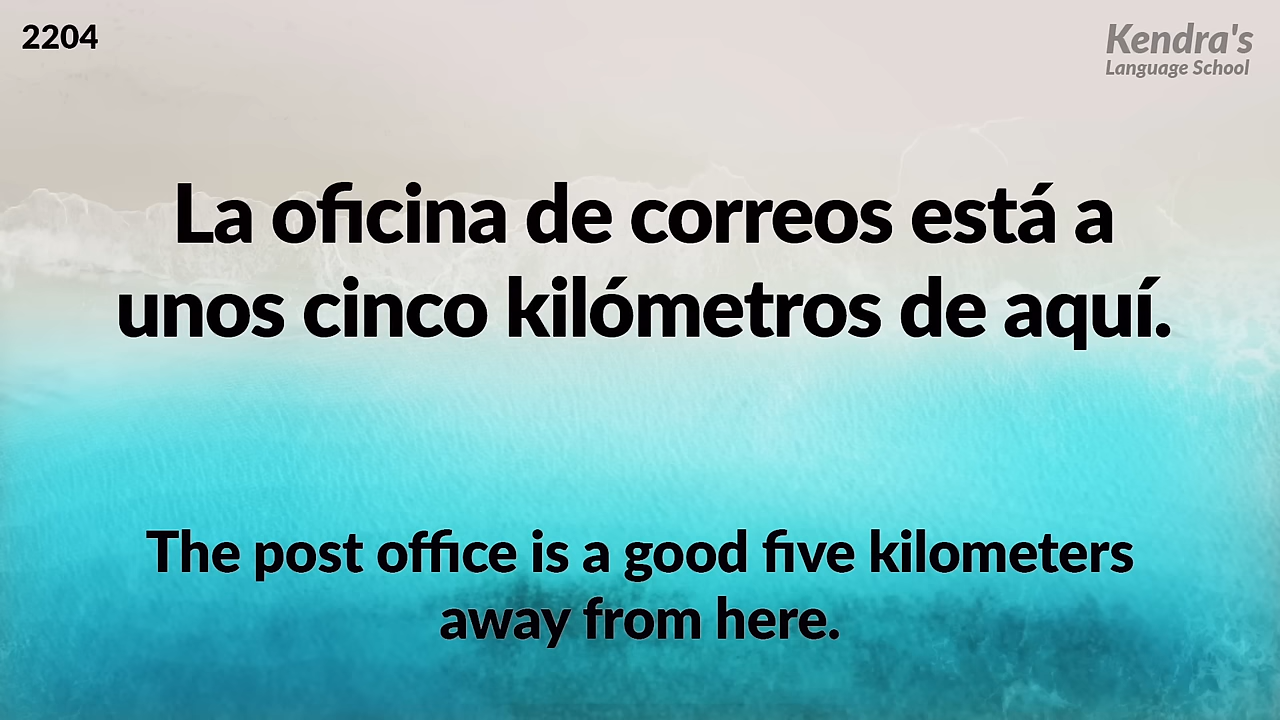 2204
Kendra's
Language School
La oficina de correos está a
unos cinco kilómetros de aquí.
The post office is a good five kilometers
away from here.